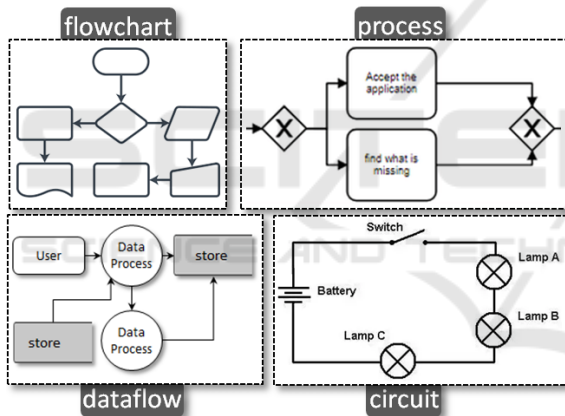 flowchart
process
Accept the
application
X
X
find what is
missing
User
Data
Process
store
store
Data
Process
Switch
Lamp A
Battery
Lamp B
Lamp C
dataflow
circuit